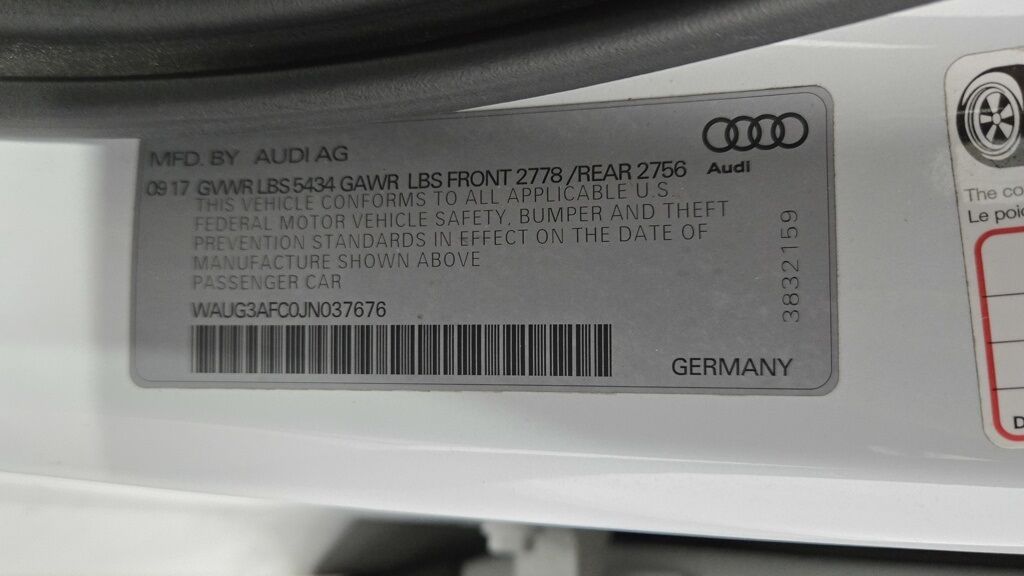 MFD. BY AUDI AG
Audi
09 17 GVWR LBS 5434 GAWR LBS FRONT 2778 /REAR 2756
THIS VEHICLE CONFORMS TO ALL APPLICABLE U.S.
FEDERAL MOTOR VEHICLE SAFETY, BUMPER AND THEFT
PREVENTION STANDARDS IN EFFECT ON THE DATE OF
MANUFACTURE SHOWN ABOVE
PASSENGER CAR
WAUG3AFC0JN037676
GERMANY
3832159
The co
Le poi
D